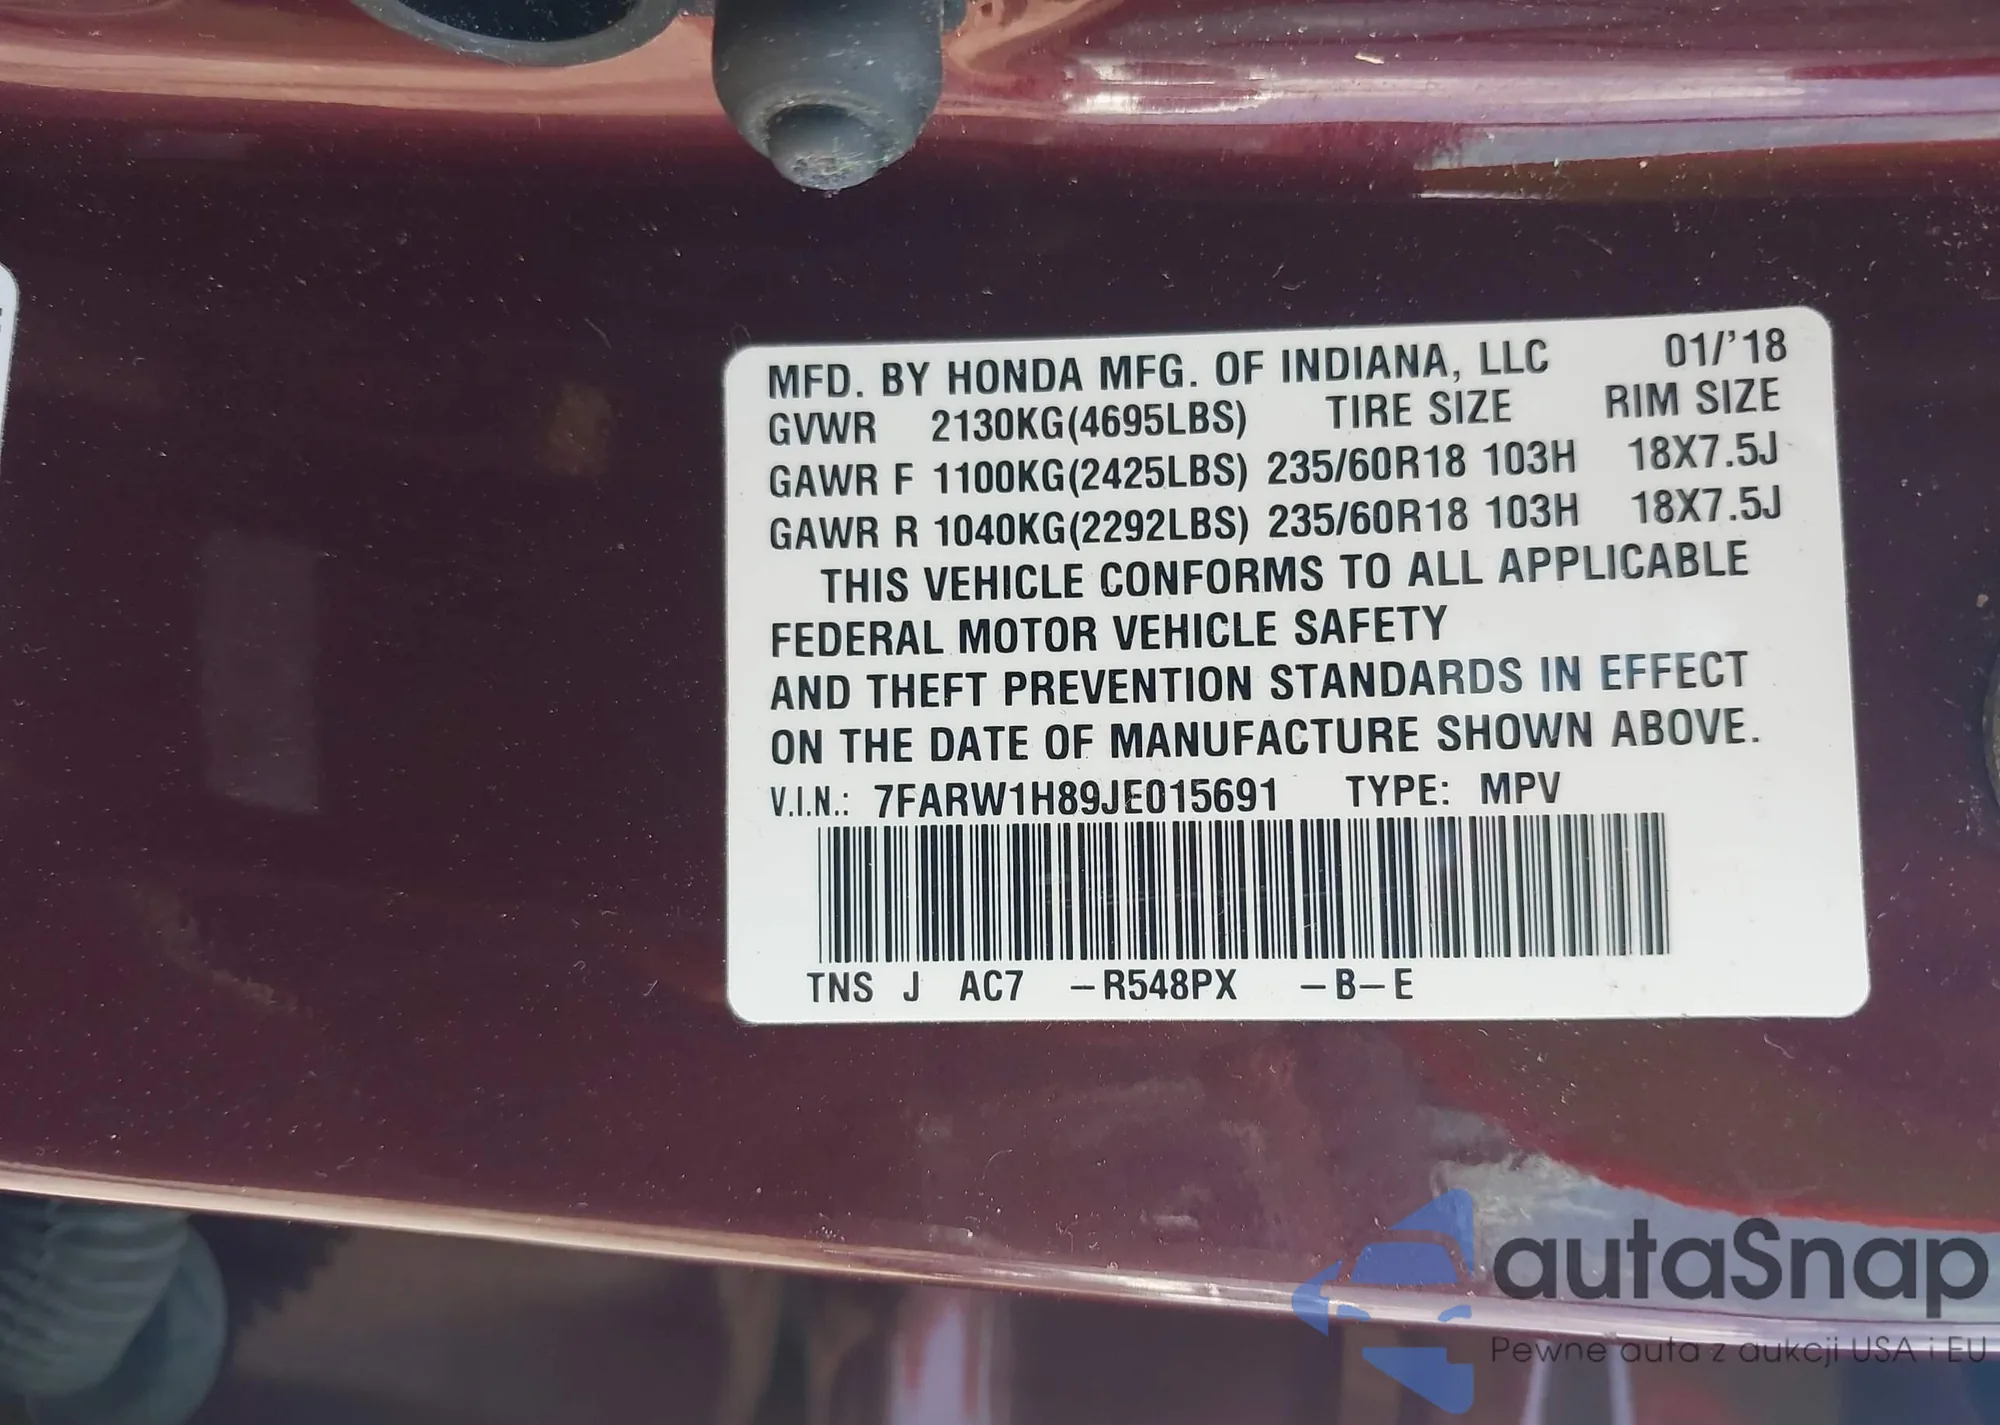 MFD. BY HONDA MFG. OF INDIANA, LLC 01/'18
GVWR 2130KG(4695LBS) TIRE SIZE RIM SIZE
GAWR F 1100KG(2425LBS) 235/60R18 103H 18X7.5J
GAWR R 1040KG(2292LBS) 235/60R18 103H 18X7.5J
THIS VEHICLE CONFORMS TO ALL APPLICABLE
FEDERAL MOTOR VEHICLE SAFETY
AND THEFT PREVENTION STANDARDS IN EFFECT
ON THE DATE OF MANUFACTURE SHOWN ABOVE.
V.I.N.: 7FARW1H89JE015691 TYPE: MPV
TNS J AC7 –R548PX –B–E
autaSnap
Pewne auta z aukcji USA i EU